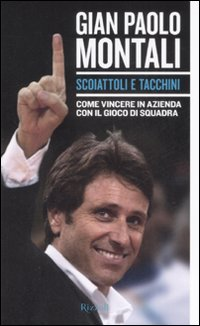 GIAN PAOLO
MONTALI
SCOIATTOLI E TACCHINI
COME VINCERE IN AZIENDA
CON IL GIOCO DI SQUADRA
Rizzoli